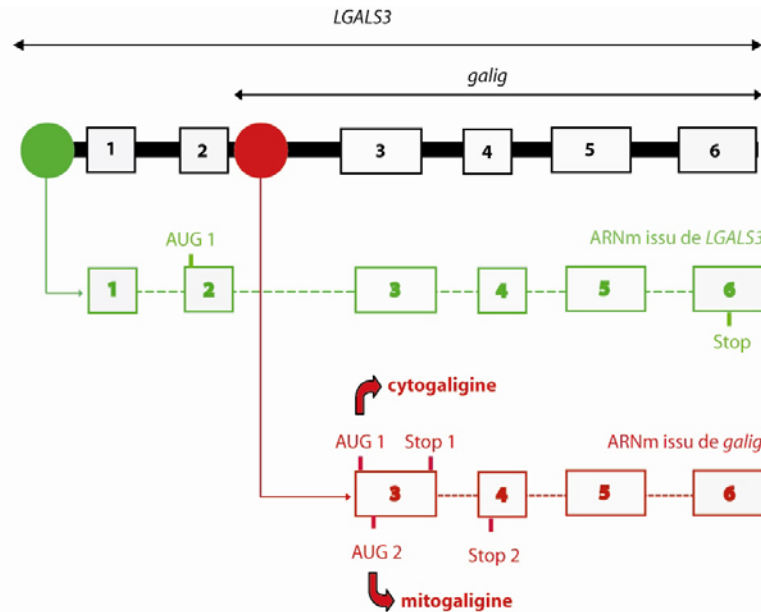 LGALS3
galig
1 2 3 4 5 6
AUG 1
ARNm issu de LGALS3
1 2 3 4 5 6
Stop
cytogaligine
AUG 1 Stop 1
ARNm issu de galig
3 4 5 6
AUG 2 Stop 2
mitogaligine